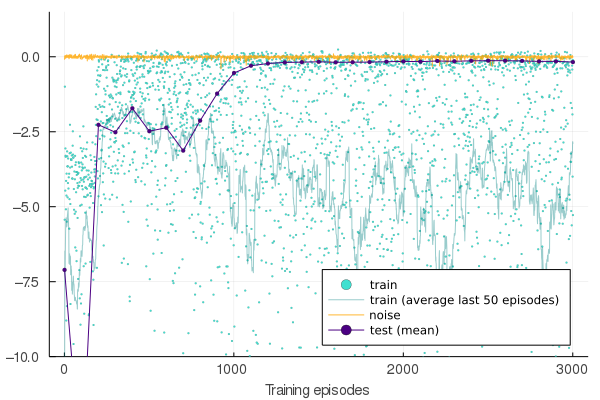 0.0
−2.5
−5.0
−7.5
−10.0
0
1000
2000
3000
Training episodes
train
train (average last 50 episodes)
noise
test (mean)